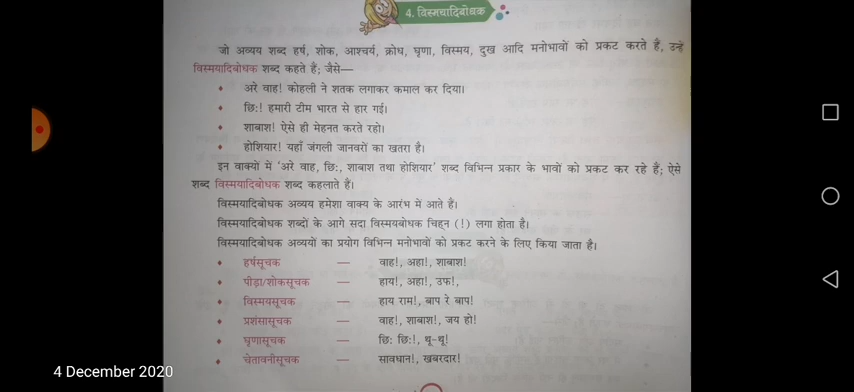 4. विस्मयादिबोधक
जो अव्यय शब्द हर्ष, शोक, आश्चर्य, क्रोध, घृणा, विस्मय, दुख आदि मनोभावों को प्रकट करते हैं, उन्हें
विस्मयादिबोधक शब्द कहते हैं; जैसे—
♦ अरे वाह! कोहली ने शतक लगाकर कमाल कर दिया।
♦ छि:! हमारी टीम भारत से हार गई।
♦ शाबाश! ऐसे ही मेहनत करते रहो।
♦ होशियार! यहाँ जंगली जानवरों का खतरा है।
इन वाक्यों में 'अरे वाह, छि:, शाबाश तथा होशियार' शब्द विभिन्न प्रकार के भावों को प्रकट कर रहे हैं; ऐसे
शब्द विस्मयादिबोधक शब्द कहलाते हैं।
विस्मयादिबोधक अव्यय हमेशा वाक्य के आरंभ में आते हैं।
विस्मयादिबोधक शब्दों के आगे सदा विस्मयबोधक चिह्न (!) लगा होता है।
विस्मयादिबोधक अव्ययों का प्रयोग विभिन्न मनोभावों को प्रकट करने के लिए किया जाता है।
♦ हर्षसूचक — वाह!, अहा!, शाबाश!
♦ पीड़ा/शोकसूचक — हाय!, अहा!, उफ!,
♦ विस्मयसूचक — हाय राम!, बाप रे बाप!
♦ प्रशंसासूचक — वाह!, शाबाश!, जय हो!
♦ घृणासूचक — छि: छि:!, थू-थू!
♦ चेतावनीसूचक — सावधान!, खबरदार!
4 December 2020